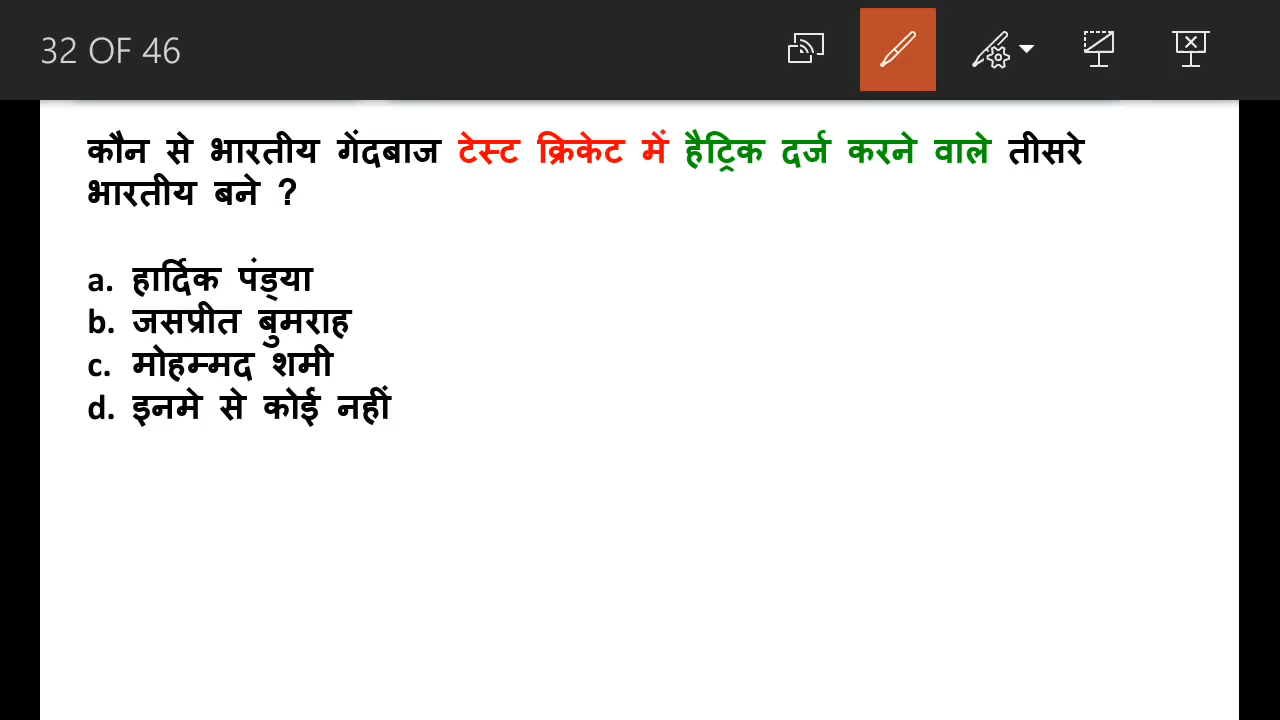 32 OF 46
कौन से भारतीय गेंदबाज टेस्ट क्रिकेट में हैट्रिक दर्ज करने वाले तीसरे
भारतीय बने ?
a. हार्दिक पंड्या
b. जसप्रीत बुमराह
c. मोहम्मद शमी
d. इनमे से कोई नहीं